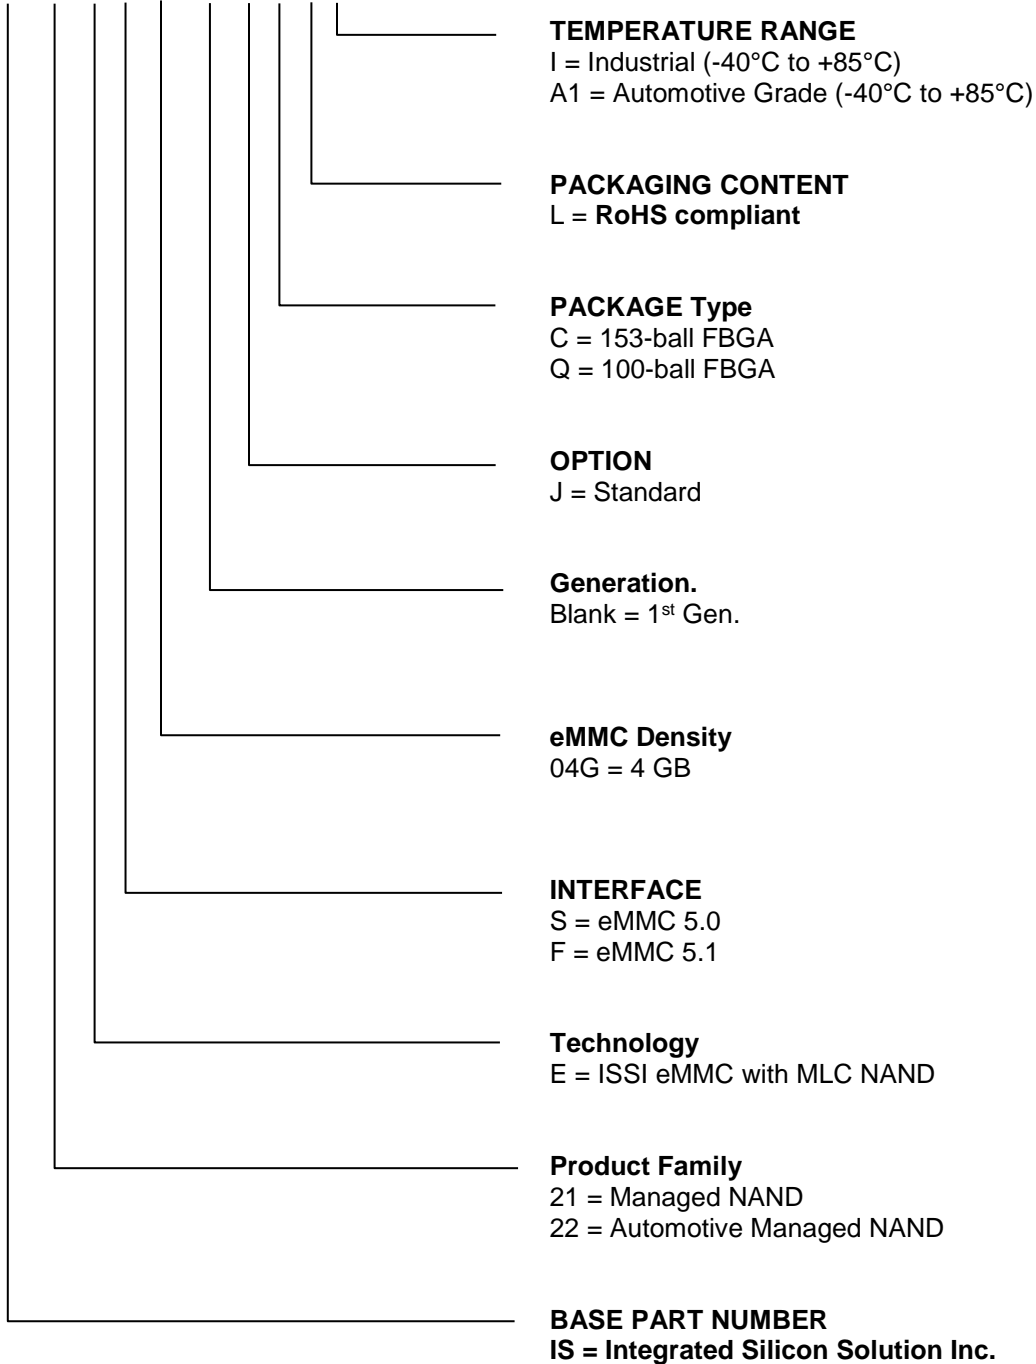 TEMPERATURE RANGE
I = Industrial (-40°C to +85°C)
A1 = Automotive Grade (-40°C to +85°C)
PACKAGING CONTENT
L = RoHS compliant
PACKAGE Type
C = 153-ball FBGA
Q = 100-ball FBGA
OPTION
J = Standard
Generation.
Blank = 1st Gen.
eMMC Density
04G = 4 GB
INTERFACE
S = eMMC 5.0
F = eMMC 5.1
Technology
E = ISSI eMMC with MLC NAND
Product Family
21 = Managed NAND
22 = Automotive Managed NAND
BASE PART NUMBER
IS = Integrated Silicon Solution Inc.